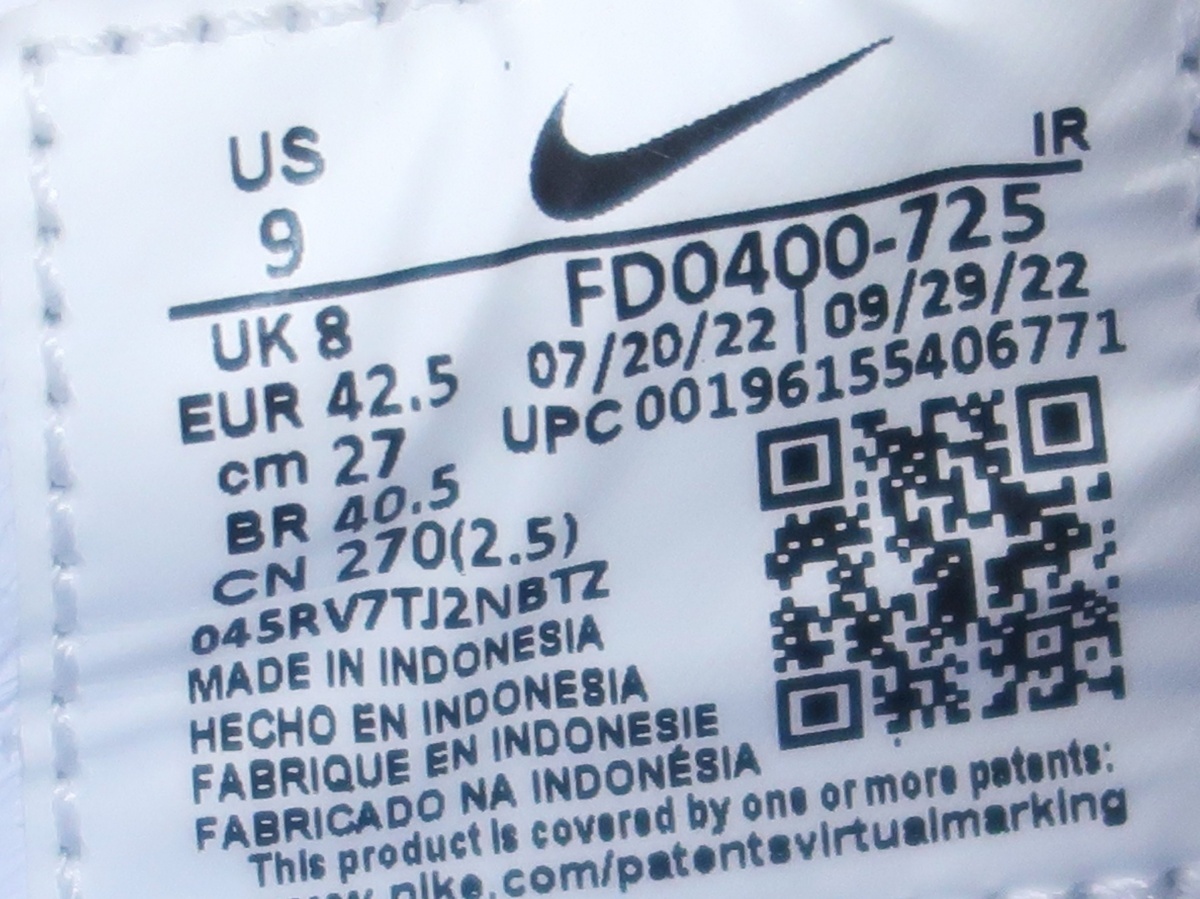 US
9
IR
UK 8
EUR 42.5
cm 27
BR 40.5
CN 270(2.5)
FD0400-725
07/20/22 | 09/29/22
UPC 00196155406771
045RV7TJ2NBTZ
MADE IN INDONESIA
HECHO EN INDONESIA
FABRIQUE EN INDONESIE
FABRICADO NA INDONÉSIA
This product is covered by one or more patents:
www.nike.com/patentsvirtualmarking